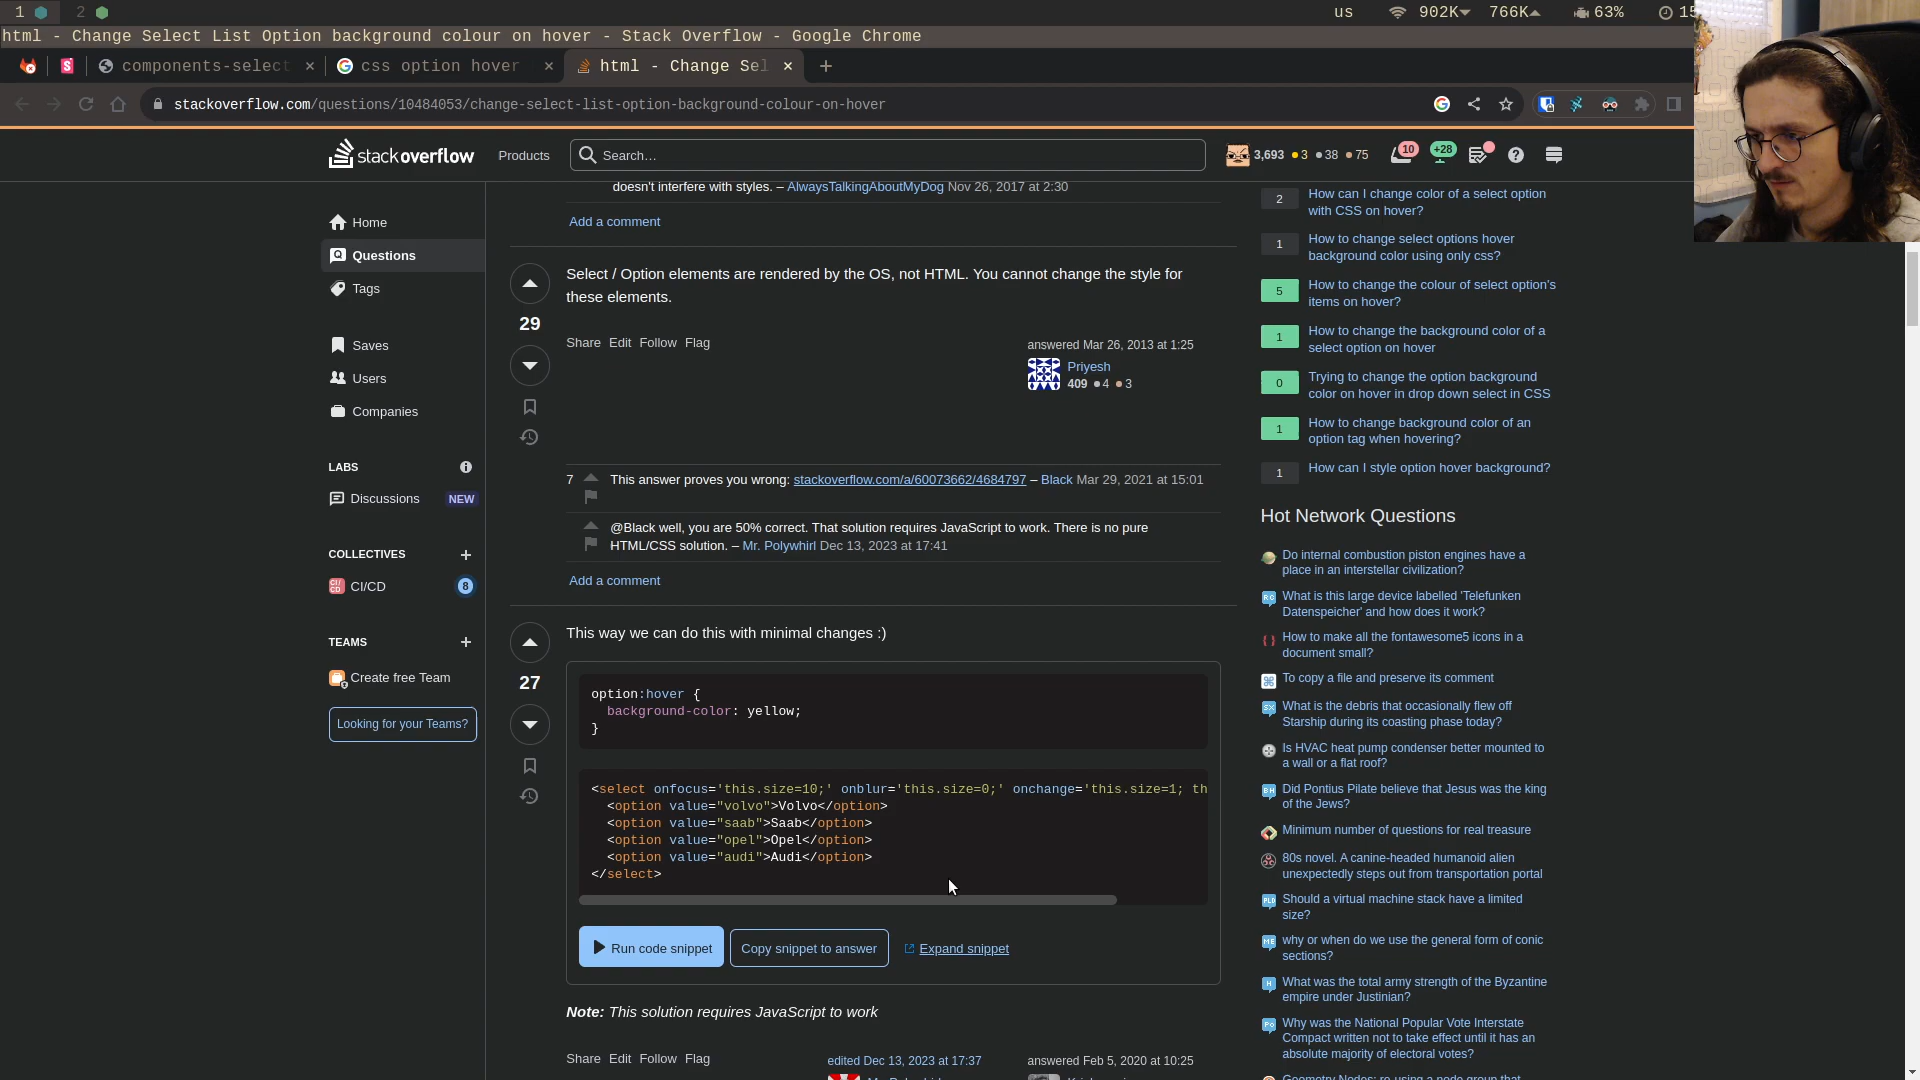 1 2 us 902K 766K 63% 15
html - Change Select List Option background colour on hover - Stack Overflow - Google Chrome
components-select × css option hover × html - Change Sel × +
stackoverflow.com/questions/10484053/change-select-list-option-background-colour-on-hover
stackoverflow Products Search… 3,693 3 38 75 10 +28
Home
Questions
Tags
Saves
Users
Companies
LABS
Discussions NEW
COLLECTIVES +
CI/CD 8
TEAMS +
Create free Team
Looking for your Teams?
doesn't interfere with styles. – AlwaysTalkingAboutMyDog Nov 26, 2017 at 2:30
Add a comment
Select / Option elements are rendered by the OS, not HTML. You cannot change the style for
these elements.
29
Share Edit Follow Flag
answered Mar 26, 2013 at 1:25
Priyesh
409 4 3
7 This answer proves you wrong: stackoverflow.com/a/60073662/4684797 – Black Mar 29, 2021 at 15:01
@Black well, you are 50% correct. That solution requires JavaScript to work. There is no pure
HTML/CSS solution. – Mr. Polywhirl Dec 13, 2023 at 17:41
Add a comment
This way we can do this with minimal changes :)
27
option:hover {
background-color: yellow;
}
<select onfocus='this.size=10;' onblur='this.size=0;' onchange='this.size=1; th
<option value="volvo">Volvo</option>
<option value="saab">Saab</option>
<option value="opel">Opel</option>
<option value="audi">Audi</option>
</select>
Run code snippet Copy snippet to answer Expand snippet
Note: This solution requires JavaScript to work
Share Edit Follow Flag
edited Dec 13, 2023 at 17:37
answered Feb 5, 2020 at 10:25
2 How can I change color of a select option
with CSS on hover?
1 How to change select options hover
background color using only css?
5 How to change the colour of select option's
items on hover?
1 How to change the background color of a
select option on hover
0 Trying to change the option background
color on hover in drop down select in CSS
1 How to change background color of an
option tag when hovering?
1 How can I style option hover background?
Hot Network Questions
Do internal combustion piston engines have a
place in an interstellar civilization?
What is this large device labelled 'Telefunken
Datenspeicher' and how does it work?
How to make all the fontawesome5 icons in a
document small?
To copy a file and preserve its comment
What is the debris that occasionally flew off
Starship during its coasting phase today?
Is HVAC heat pump condenser better mounted to
a wall or a flat roof?
Did Pontius Pilate believe that Jesus was the king
of the Jews?
Minimum number of questions for real treasure
80s novel. A canine-headed humanoid alien
unexpectedly steps out from transportation portal
Should a virtual machine stack have a limited
size?
why or when do we use the general form of conic
sections?
What was the total army strength of the Byzantine
empire under Justinian?
Why was the National Popular Vote Interstate
Compact written not to take effect until it has an
absolute majority of electoral votes?